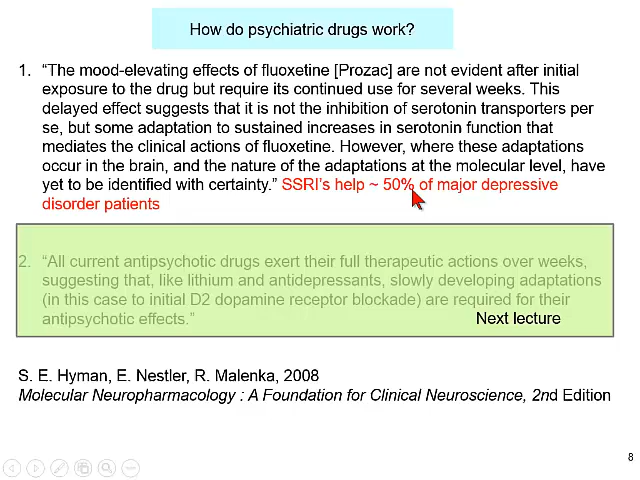 How do psychiatric drugs work?
1. “The mood-elevating effects of fluoxetine [Prozac] are not evident after initial
exposure to the drug but require its continued use for several weeks. This
delayed effect suggests that it is not the inhibition of serotonin transporters per
se, but some adaptation to sustained increases in serotonin function that
mediates the clinical actions of fluoxetine. However, where these adaptations
occur in the brain, and the nature of the adaptations at the molecular level, have
yet to be identified with certainty.” SSRI’s help ~ 50% of major depressive
disorder patients
2. “All current antipsychotic drugs exert their full therapeutic actions over weeks,
suggesting that, like lithium and antidepressants, slowly developing adaptations
(in this case to initial D2 dopamine receptor blockade) are required for their
antipsychotic effects.”
Next lecture
S. E. Hyman, E. Nestler, R. Malenka, 2008
Molecular Neuropharmacology : A Foundation for Clinical Neuroscience, 2nd Edition
8